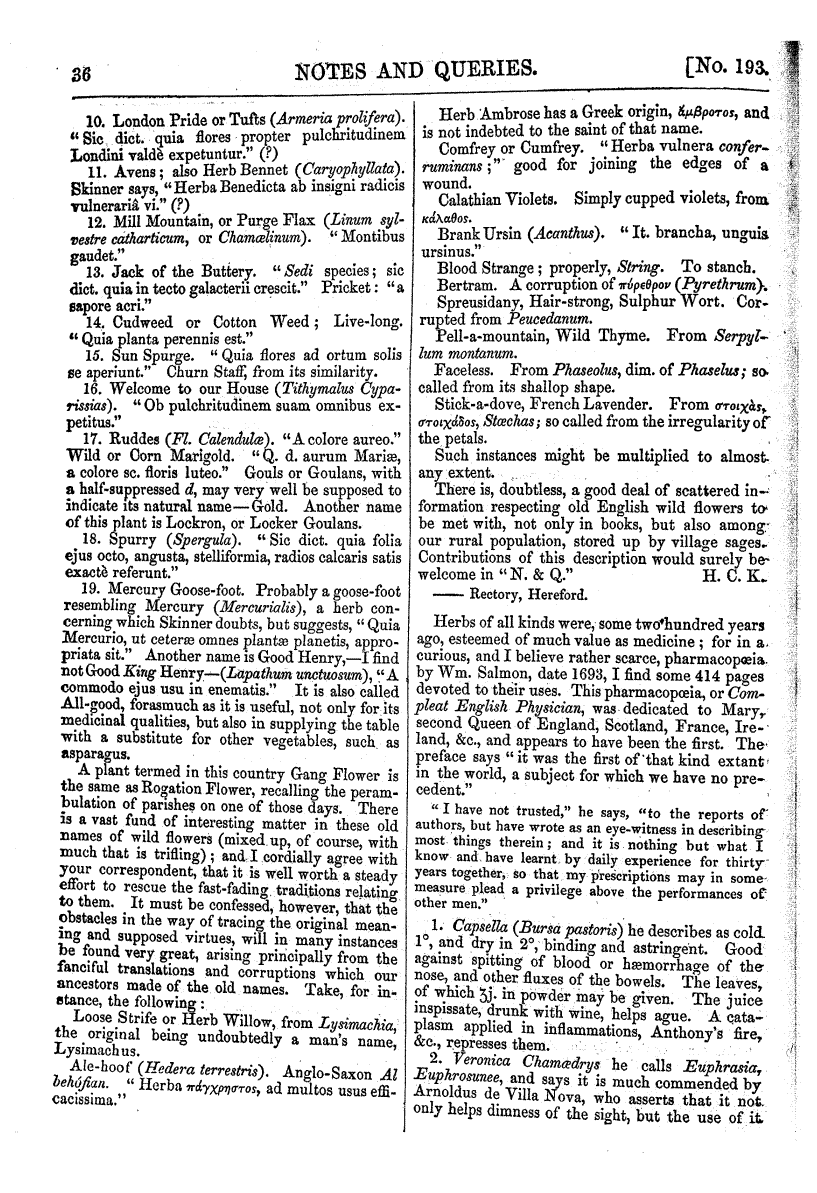 36 NOTES AND QUERIES. [No. 193.
10. London Pride or Tufts (Armeria prolifera).
“Sic dict. quia flores propter pulchritudinem
Londini valdè expetuntur.” (?)
11. Avens; also Herb Bennet (Caryophyllata).
Skinner says, “Herba Benedicta ab insigni radicis
vulnerariâ vi.” (?)
12. Mill Mountain, or Purge Flax (Linum syl-
vestre catharticum, or Chamælinum). “Montibus
gaudet.”
13. Jack of the Buttery. “Sedi species; sic
dict. quia in tecto galacterii crescit.” Pricket: “a
sapore acri.”
14. Cudweed or Cotton Weed; Live-long.
“Quia planta perennis est.”
15. Sun Spurge. “Quia flores ad ortum solis
se aperiunt.” Churn Staff, from its similarity.
16. Welcome to our House (Tithymalus Cypa-
rissias). “Ob pulchritudinem suam omnibus ex-
petitus.”
17. Ruddes (Fl. Calendulæ). “A colore aureo.”
Wild or Corn Marigold. “Q. d. aurum Mariæ,
a colore sc. floris luteo.” Gouls or Goulans, with
a half-suppressed d, may very well be supposed to
indicate its natural name—Gold. Another name
of this plant is Lockron, or Locker Goulans.
18. Spurry (Spergula). “Sic dict. quia folia
ejus octo, angusta, stelliformia, radios calcaris satis
exactè referunt.”
19. Mercury Goose-foot. Probably a goose-foot
resembling Mercury (Mercurialis), a herb con-
cerning which Skinner doubts, but suggests, “Quia
Mercurio, ut ceteræ omnes plantæ planetis, appro-
priata sit.” Another name is Good Henry,—I find
not Good King Henry—(Lapathum unctuosum), “A
commodo ejus usu in enematis.” It is also called
All-good, forasmuch as it is useful, not only for its
medicinal qualities, but also in supplying the table
with a substitute for other vegetables, such as
asparagus.
A plant termed in this country Gang Flower is
the same as Rogation Flower, recalling the peram-
bulation of parishes on one of those days. There
is a vast fund of interesting matter in these old
names of wild flowers (mixed up, of course, with
much that is trifling); and I cordially agree with
your correspondent, that it is well worth a steady
effort to rescue the fast-fading traditions relating
to them. It must be confessed, however, that the
obstacles in the way of tracing the original mean-
ing and supposed virtues, will in many instances
be found very great, arising principally from the
fanciful translations and corruptions which our
ancestors made of the old names. Take, for in-
stance, the following:
Loose Strife or Herb Willow, from Lysimachia,
the original being undoubtedly a man's name,
Lysimachus.
Ale-hoof (Hedera terrestris). Anglo-Saxon Al
behófian. “Herba πάγχρηστος, ad multos usus effi-
cacissima.”
Herb Ambrose has a Greek origin, ἄμβροτος, and
is not indebted to the saint of that name.
Comfrey or Cumfrey. “Herba vulnera confer-
ruminans;” good for joining the edges of a
wound.
Calathian Violets. Simply cupped violets, from
κάλαθος.
Brank Ursin (Acanthus). “It. brancha, unguis
ursinus.”
Blood Strange; properly, String. To stanch.
Bertram. A corruption of πύρεθρον (Pyrethrum).
Spreusidany, Hair-strong, Sulphur Wort. Cor-
rupted from Peucedanum.
Pell-a-mountain, Wild Thyme. From Serpyl-
lum montanum.
Faceless. From Phaseolus, dim. of Phaselus; so
called from its shallop shape.
Stick-a-dove, French Lavender. From στοιχὰς,
στοιχάδος, Stœchas; so called from the irregularity of
the petals.
Such instances might be multiplied to almost
any extent.
There is, doubtless, a good deal of scattered in-
formation respecting old English wild flowers to
be met with, not only in books, but also among
our rural population, stored up by village sages.
Contributions of this description would surely be
welcome in “N. & Q.” H. C. K.
—— Rectory, Hereford.
Herbs of all kinds were, some two hundred years
ago, esteemed of much value as medicine; for in a
curious, and I believe rather scarce, pharmacopœia
by Wm. Salmon, date 1693, I find some 414 pages
devoted to their uses. This pharmacopœia, or Com-
pleat English Physician, was dedicated to Mary,
second Queen of England, Scotland, France, Ire-
land, &c., and appears to have been the first. The
preface says “it was the first of that kind extant
in the world, a subject for which we have no pre-
cedent.”
“I have not trusted,” he says, “to the reports of
authors, but have wrote as an eye-witness in describing
most things therein; and it is nothing but what I
know and have learnt by daily experience for thirty
years together, so that my prescriptions may in some
measure plead a privilege above the performances of
other men.”
1. Capsella (Bursa pastoris) he describes as cold
1°, and dry in 2°, binding and astringent. Good
against spitting of blood or hæmorrhage of the
nose, and other fluxes of the bowels. The leaves,
of which ʒj. in powder may be given. The juice
inspissate, drunk with wine, helps ague. A cata-
plasm applied in inflammations, Anthony's fire,
&c., represses them.
2. Veronica Chamædrys he calls Euphrasia,
Euphrosunee, and says it is much commended by
Arnoldus de Villa Nova, who asserts that it not
only helps dimness of the sight, but the use of it